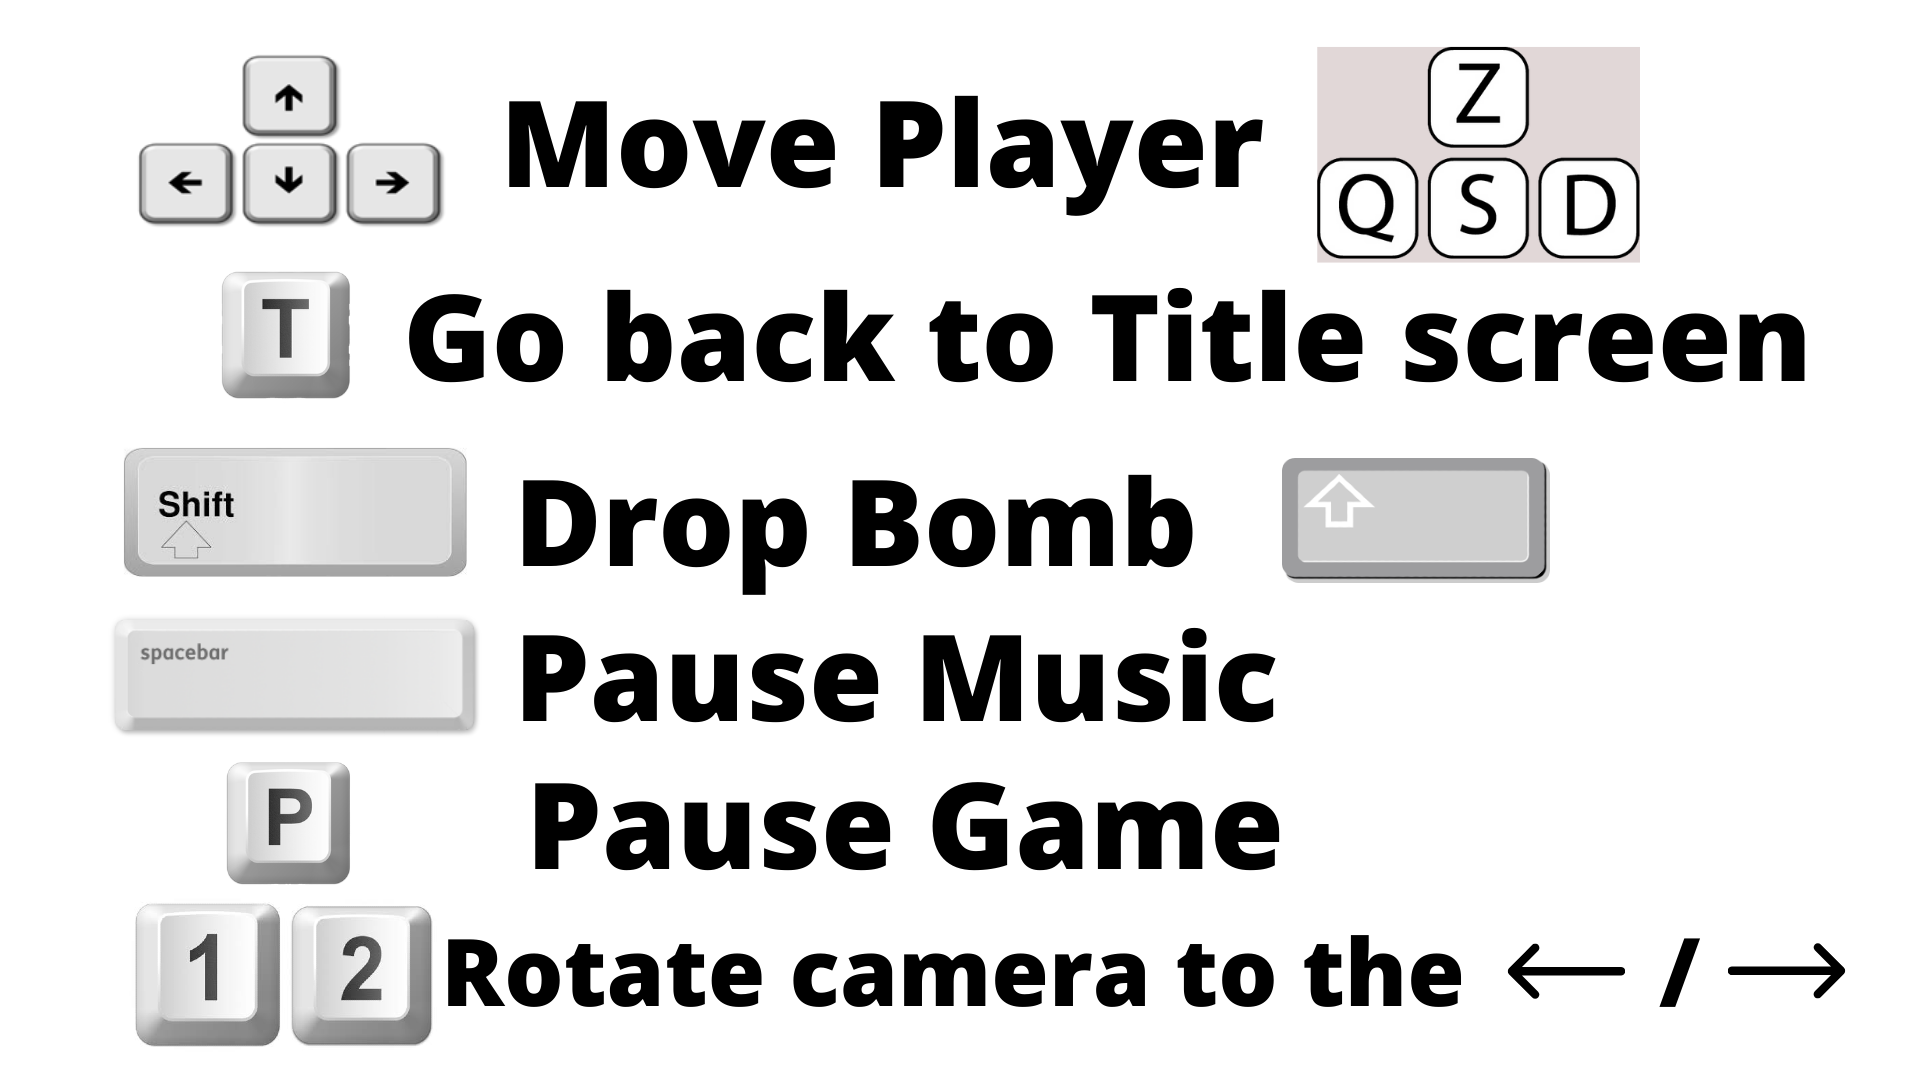 ↑
← ↓ →
Move Player
Z
Q S D
T Go back to Title screen
Shift Drop Bomb
spacebar Pause Music
P Pause Game
1 2 Rotate camera to the ← / →